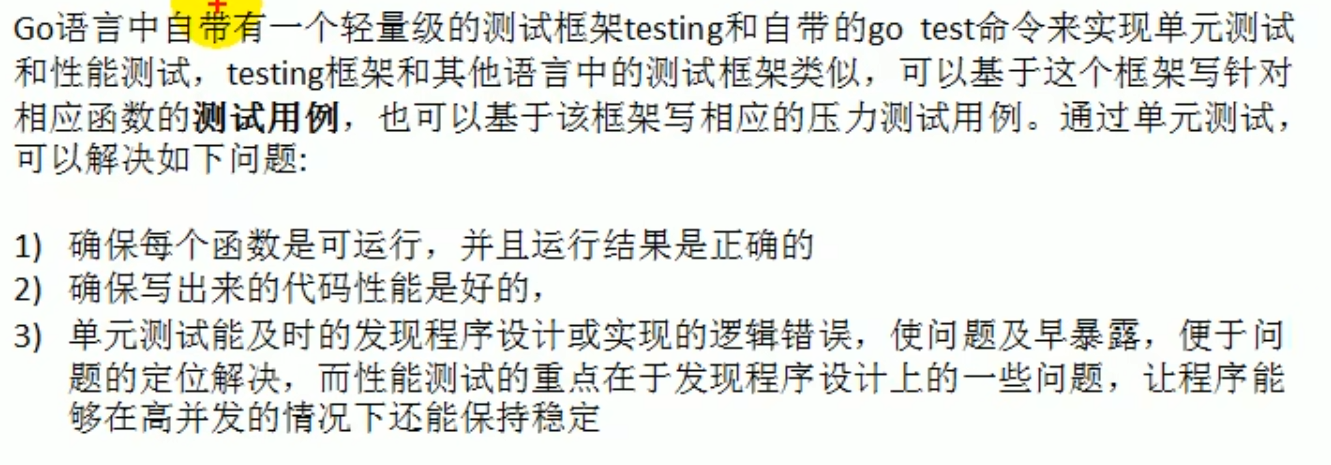 Go语言中自带有一个轻量级的测试框架testing和自带的go test命令来实现单元测试
和性能测试，testing框架和其他语言中的测试框架类似，可以基于这个框架写针对
相应函数的测试用例，也可以基于该框架写相应的压力测试用例。通过单元测试，
可以解决如下问题:
1) 确保每个函数是可运行，并且运行结果是正确的
2) 确保写出来的代码性能是好的，
3) 单元测试能及时的发现程序设计或实现的逻辑错误，使问题及早暴露，便于问
题的定位解决，而性能测试的重点在于发现程序设计上的一些问题，让程序能
够在高并发的情况下还能保持稳定